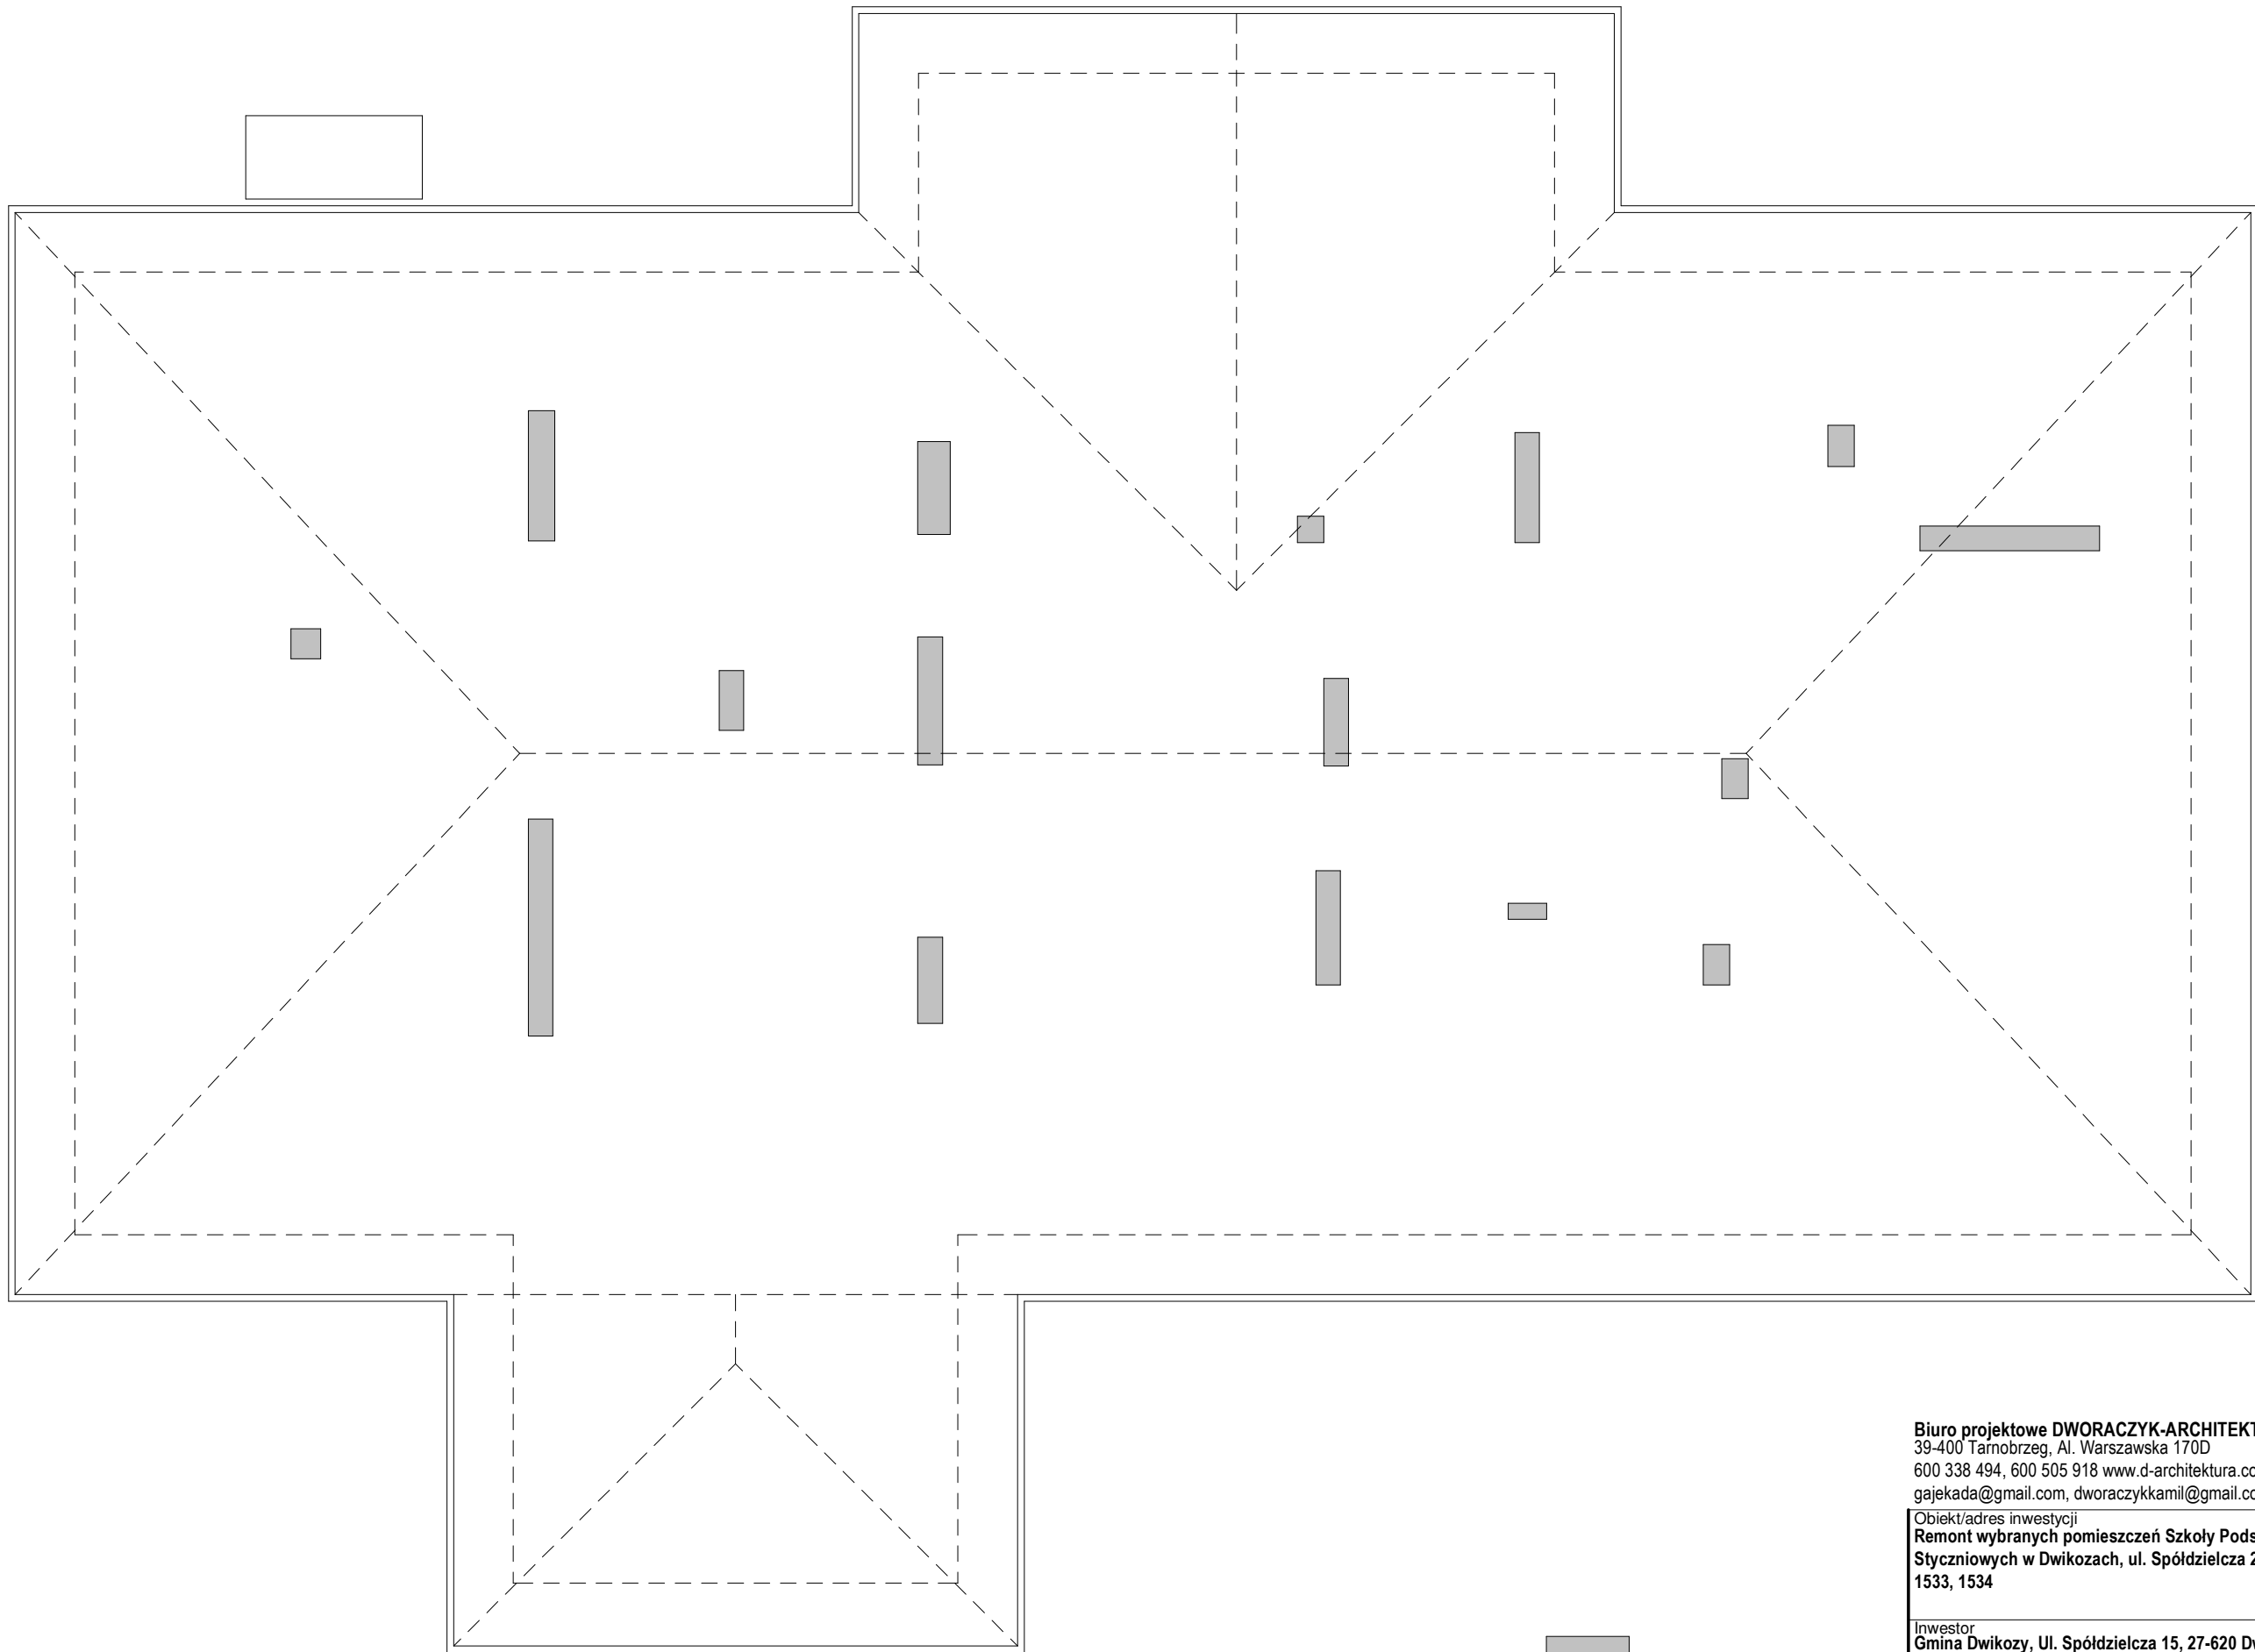 Biuro projektowe DWORACZYK-ARCHITEKT
39-400 Tarnobrzeg, Al. Warszawska 170D
600 338 494, 600 505 918 www.d-architektura.co
gajekada@gmail.com, dworaczykkamil@gmail.co
Obiekt/adres inwestycji
Remont wybranych pomieszczeń Szkoły Pods
Styczniowych w Dwikozach, ul. Spółdzielcza 2
1533, 1534
Inwestor
Gmina Dwikozy, Ul. Spółdzielcza 15, 27-620 Dw